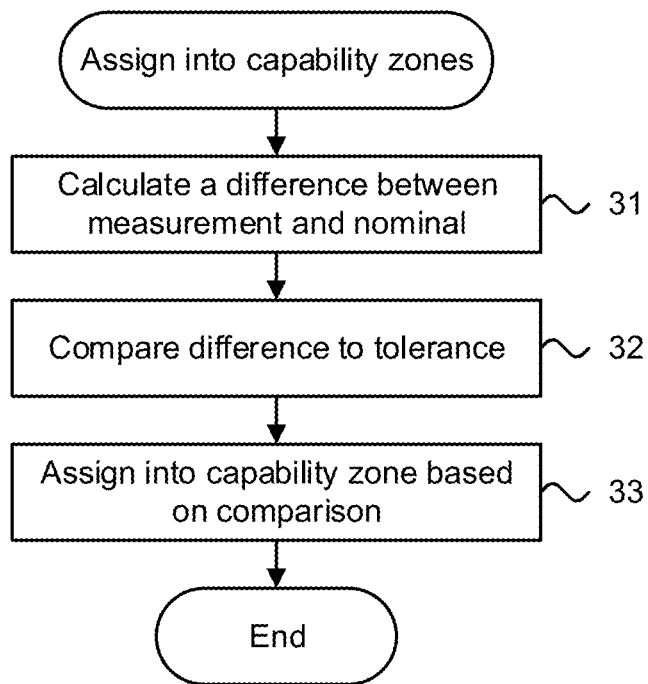 Assign into capability zones
Calculate a difference between
measurement and nominal
31
Compare difference to tolerance
32
Assign into capability zone based
on comparison
33
End